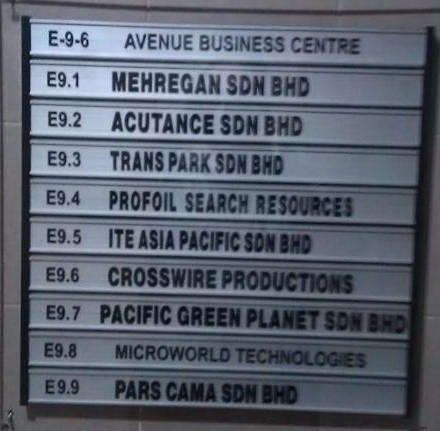 E-9-6 AVENUE BUSINESS CENTRE
E9.1 MEHREGAN SDN BHD
E9.2 ACUTANCE SDN BHD
E9.3 TRANS PARK SDN BHD
E9.4 PROFOIL SEARCH RESOURCES
E9.5 ITE ASIA PACIFIC SDN BHD
E9.6 CROSSWIRE PRODUCTIONS
E9.7 PACIFIC GREEN PLANET SDN BHD
E9.8 MICROWORLD TECHNOLOGIES
E9.9 PARS CAMA SDN BHD